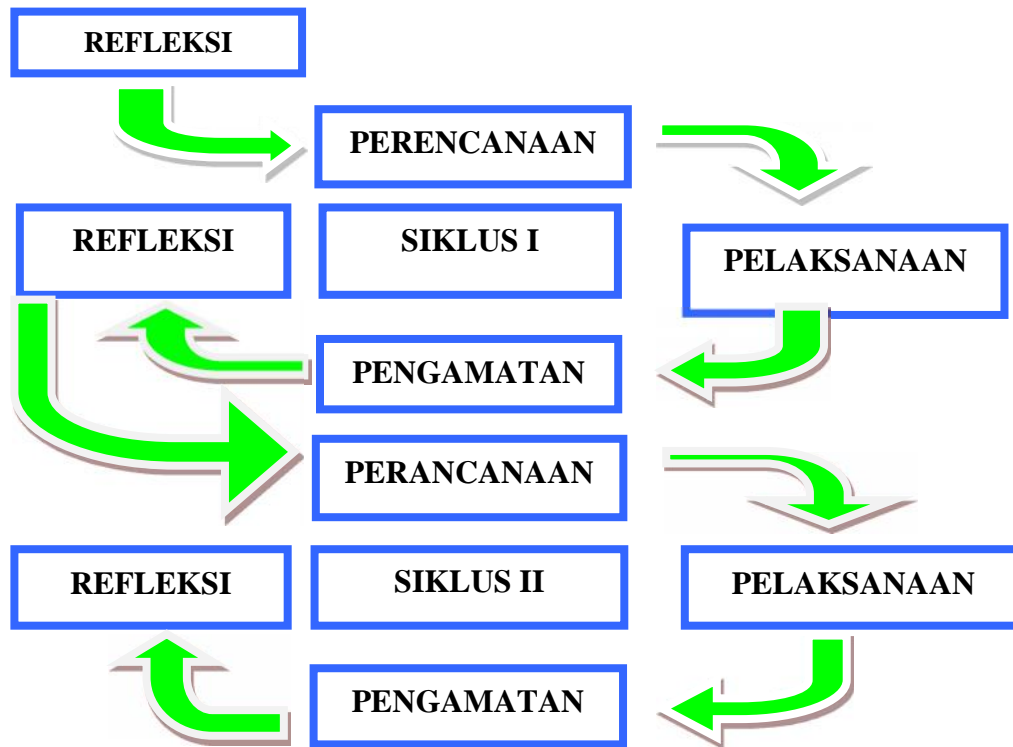 REFLEKSI
PERENCANAAN
REFLEKSI
SIKLUS I
PELAKSANAAN
PENGAMATAN
PERANCANAAN
REFLEKSI
SIKLUS II
PELAKSANAAN
PENGAMATAN